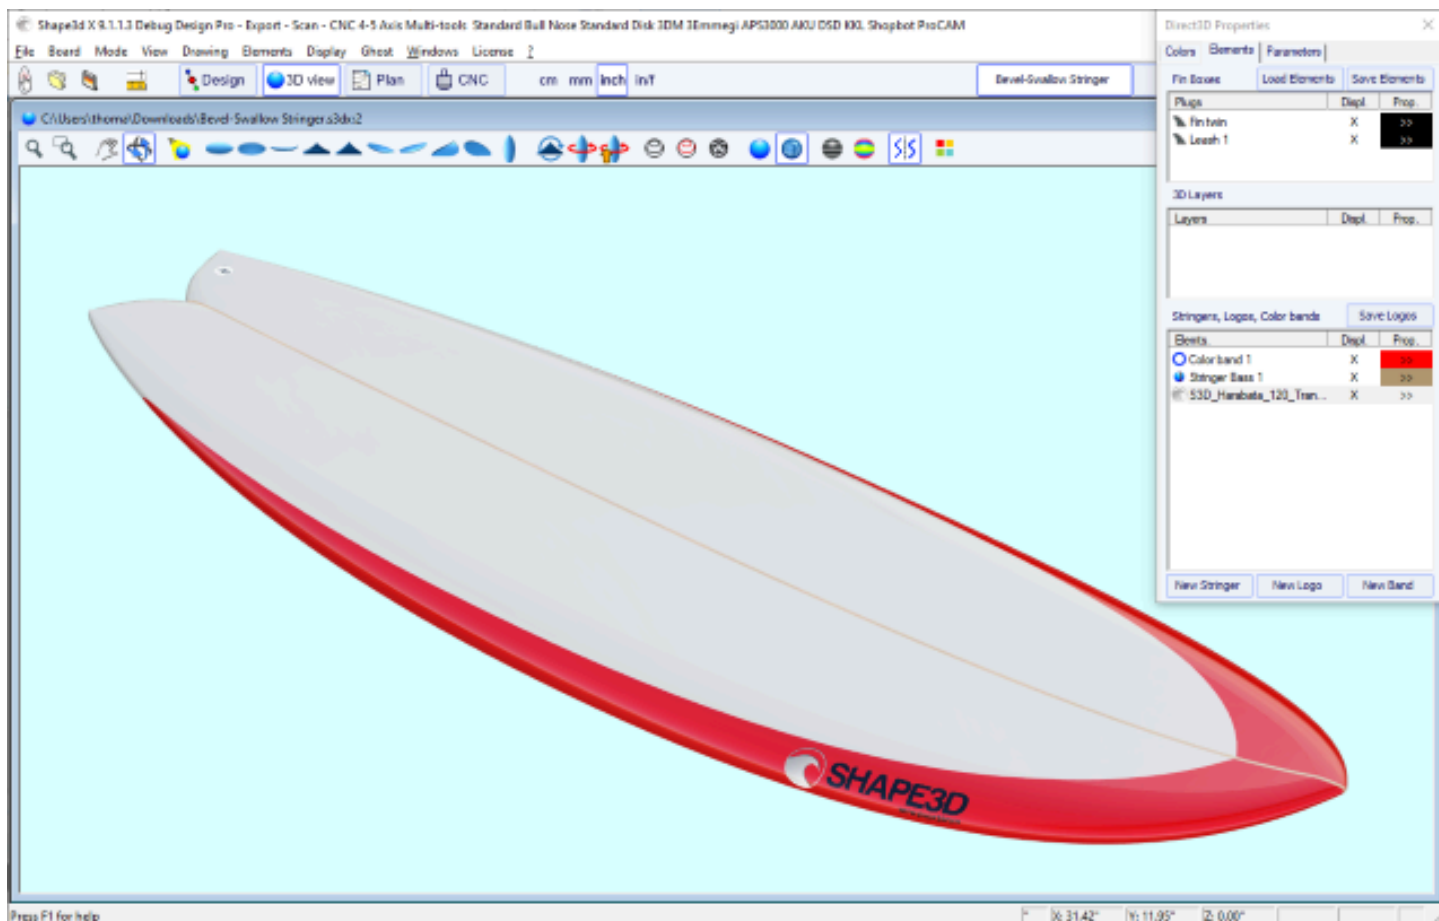 Shape3d X 9.1.1.3 Debug Design Pro - Export - Scan - CNC 4-5 Axis Multi-tools Standard Bull Nose Standard Disk 3DM 3Emmegi APS3000 AKU DSD KKL Shopbot ProCAM
File Board Mode View Drawing Elements Display Ghost Windows License ?
Design 3D view Plan CNC cm mm inch in/f Bevel-Swallow Stringer
C:\Users\thoma\Downloads\Bevel-Swallow Stringer.s3dx:2
SHAPE3D
Direct3D Properties
Colors Elements Parameters
Fin Boxes Load Elements Save Elements
Plugs Displ. Prop.
Fin twin X >>
Leash 1 X >>
3D Layers
Layers Displ. Prop.
Stringers, Logos, Color bands Save Logos
Elemts. Displ. Prop.
Color band 1 X >>
Stringer Bass 1 X >>
S3D_Harabata_120_Tran... X >>
New Stringer New Logo New Band
Press F1 for help
X: 31.42" Y: 11.95" Z: 0.00"